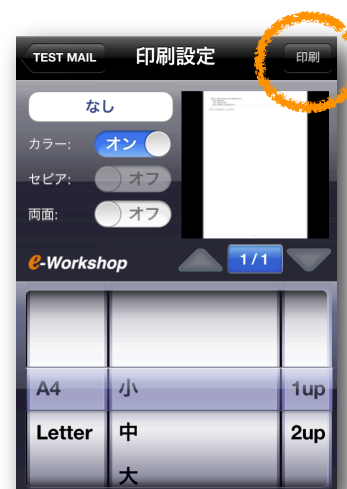 TEST MAIL 印刷設定 印刷
なし
カラー: オン
セピア: オフ
両面: オフ
e-Workshop 1/1
A4 小 1up
Letter 中 2up
大